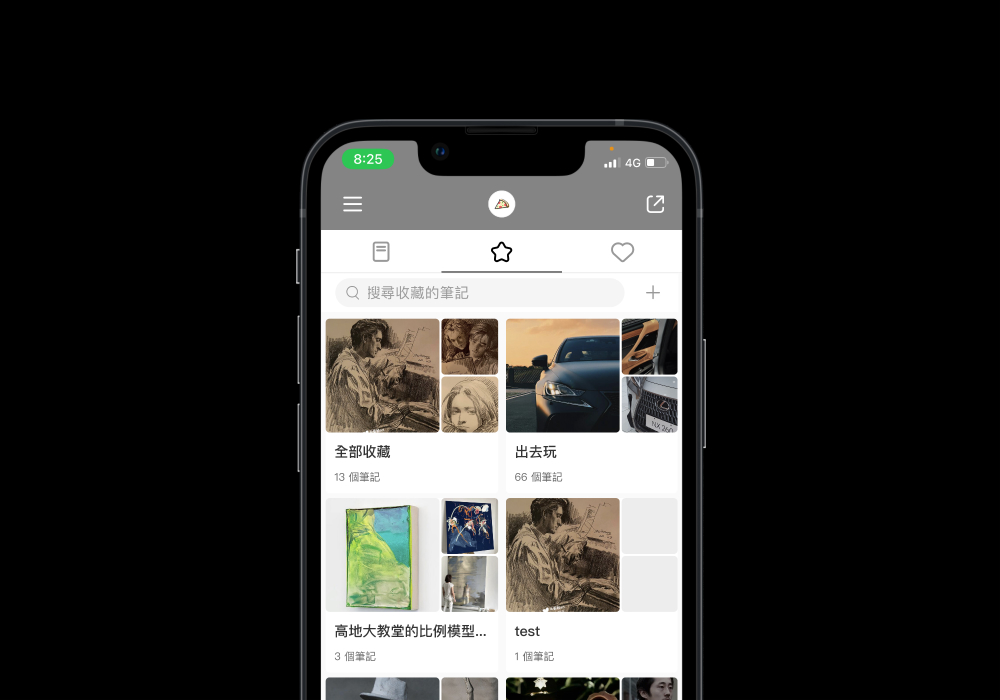 8:25
4G
搜尋收藏的筆記
全部收藏
13 個筆記
出去玩
66 個筆記
NX 260
高地大教堂的比例模型...
3 個筆記
test
1 個筆記